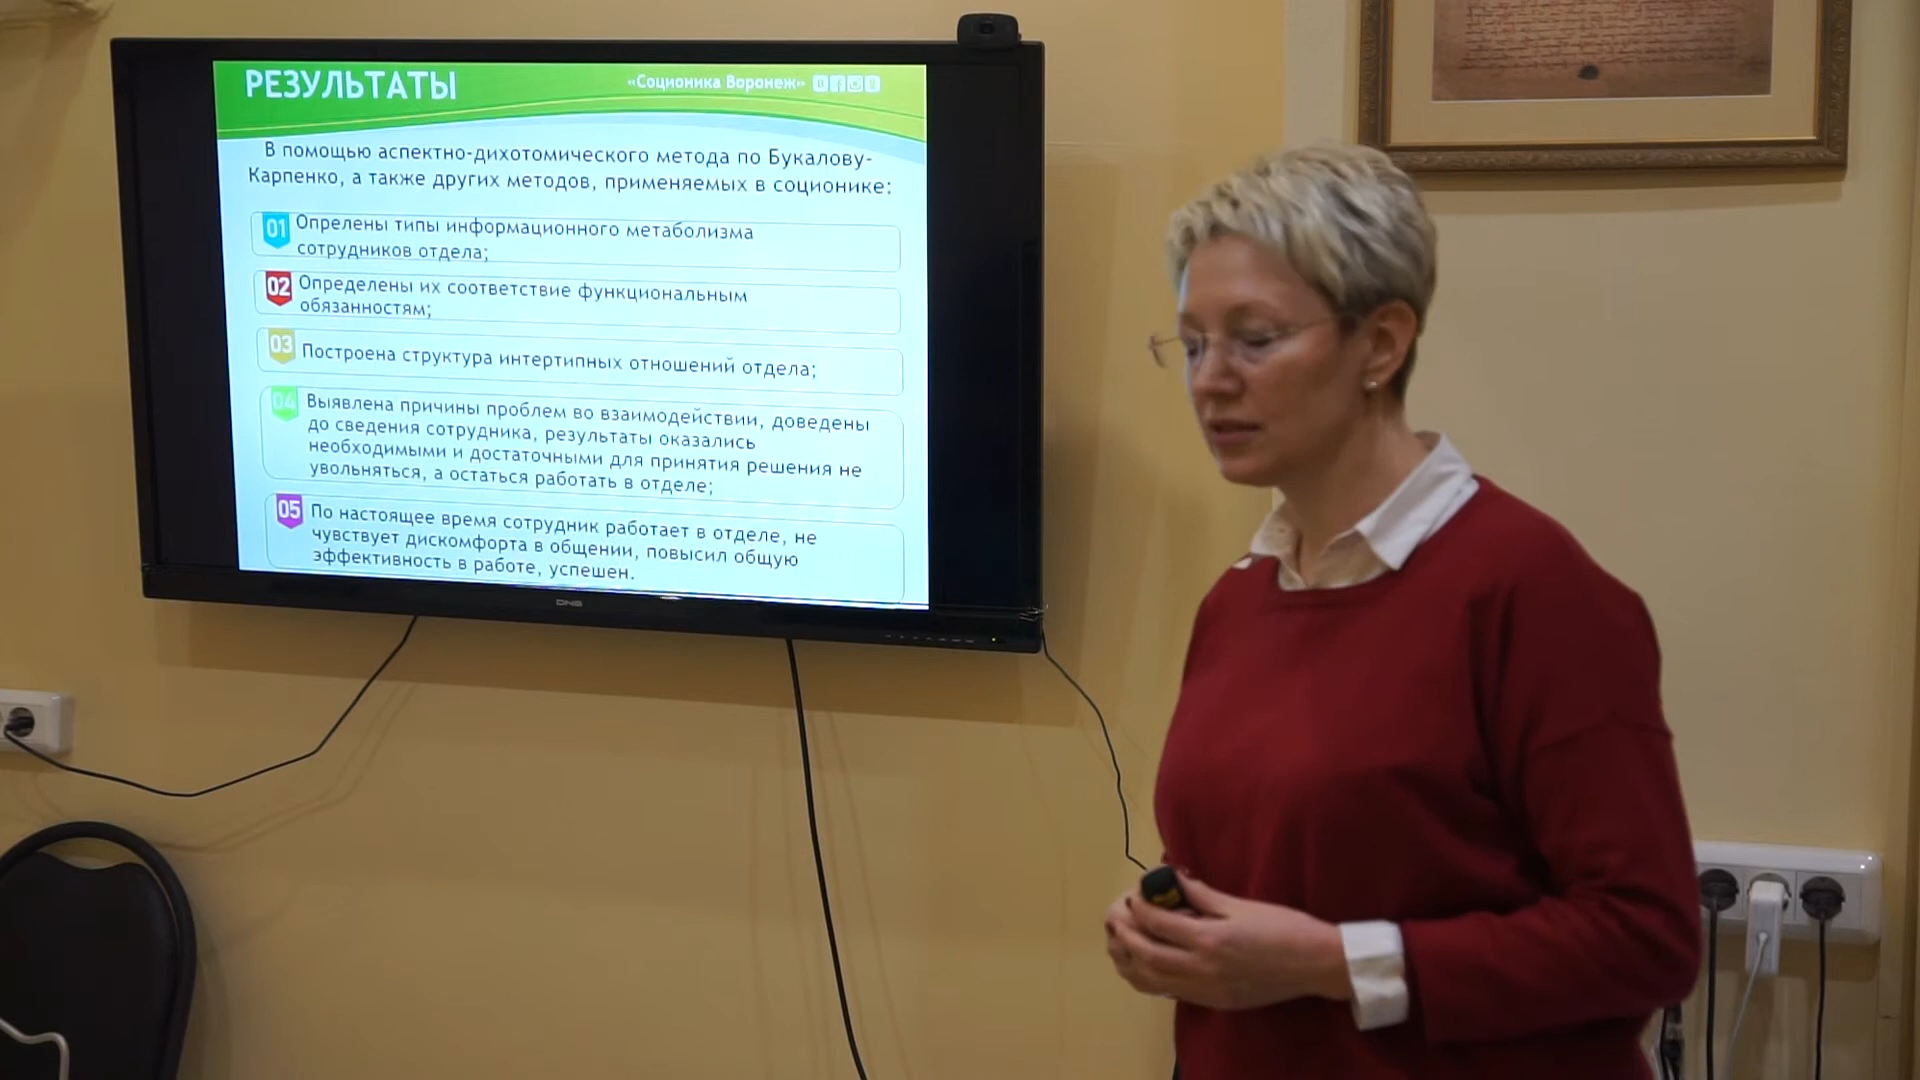 РЕЗУЛЬТАТЫ
«Соционика Воронеж»
В помощью аспектно-дихотомического метода по Букалову-
Карпенко, а также других методов, применяемых в соционике:
01
Опрелены типы информационного метаболизма
сотрудников отдела;
02
Определены их соответствие функциональным
обязанностям;
03
Построена структура интертипных отношений отдела;
04
Выявлена причины проблем во взаимодействии, доведены
до сведения сотрудника, результаты оказались
необходимыми и достаточными для принятия решения не
увольняться, а остаться работать в отделе;
05
По настоящее время сотрудник работает в отделе, не
чувствует дискомфорта в общении, повысил общую
эффективность в работе, успешен.
DNS